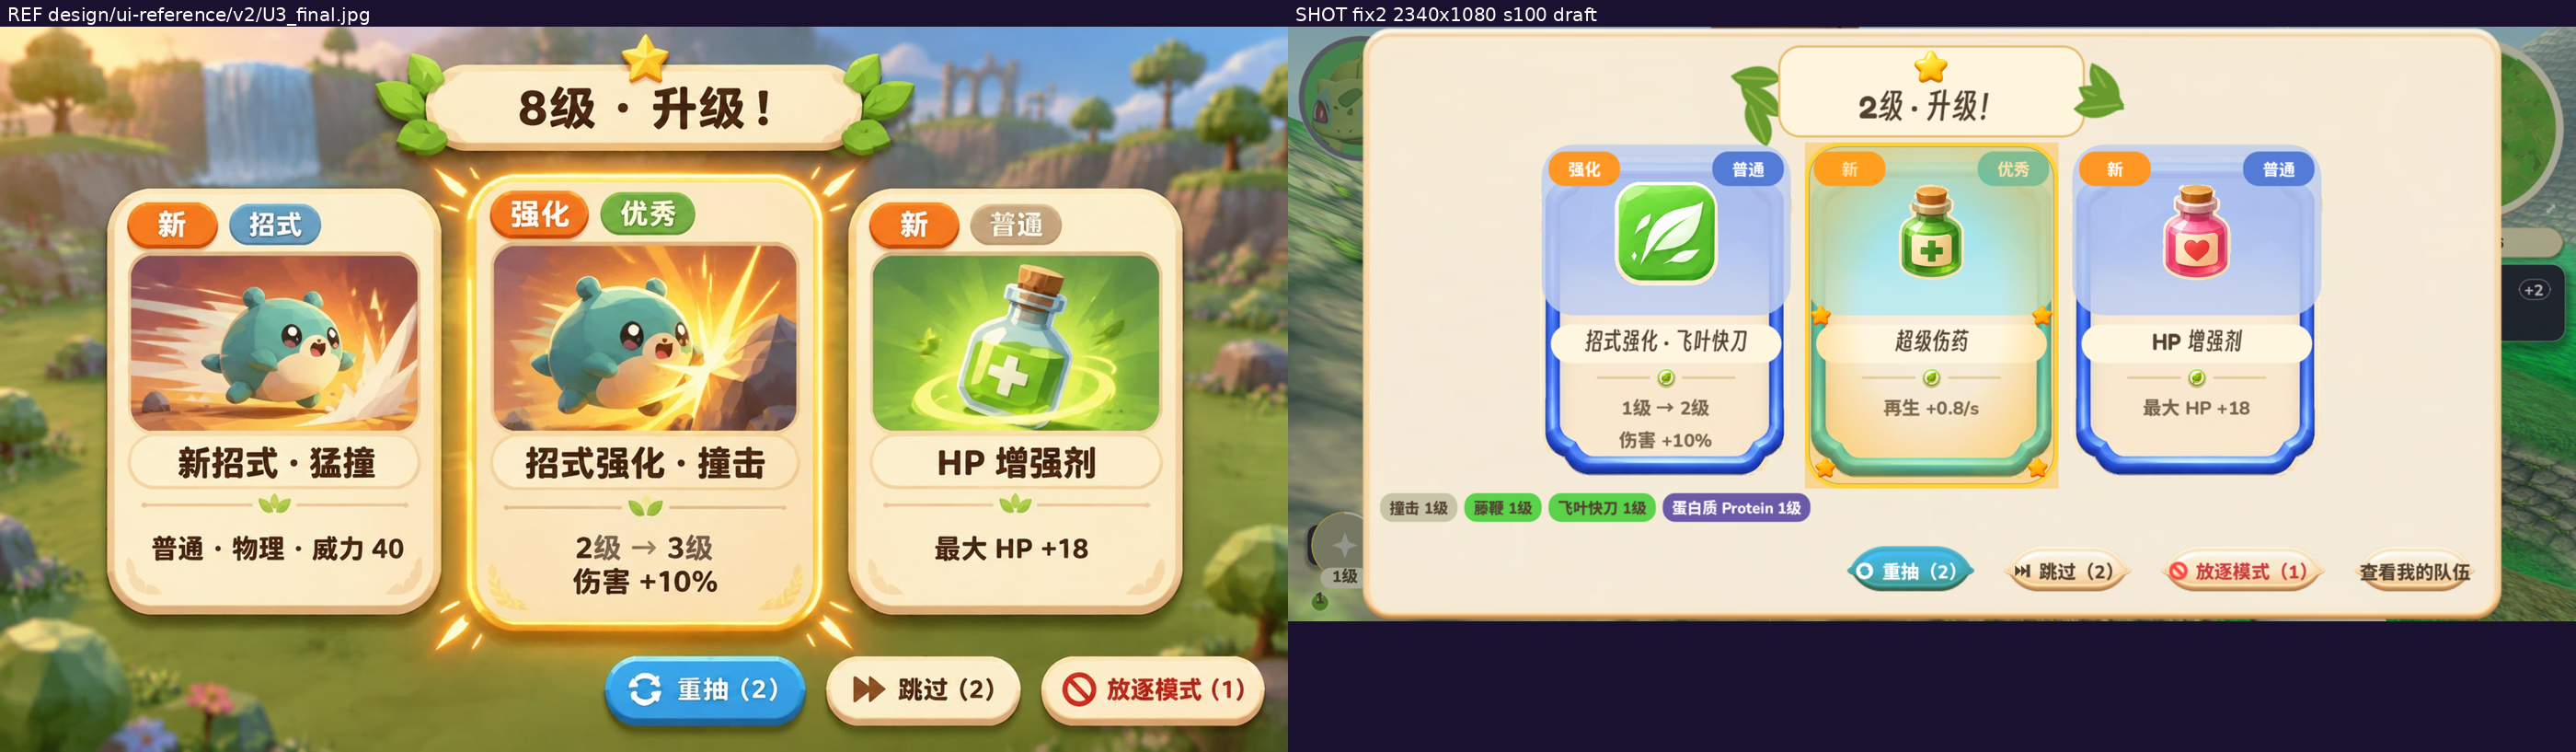 REF design/ui-reference/v2/U3_final.jpg
8级 · 升级！
新 招式
新招式 · 猛撞
普通 · 物理 · 威力 40
强化 优秀
招式强化 · 撞击
2级 → 3级
伤害 +10%
新 普通
HP 增强剂
最大 HP +18
重抽（2）
跳过（2）
放逐模式（1）
SHOT fix2 2340x1080 s100 draft
2级 · 升级！
强化 普通
招式强化 · 飞叶快刀
1级 → 2级
伤害 +10%
新 优秀
超级伤药
再生 +0.8/s
新 普通
HP 增强剂
最大 HP +18
撞击 1级
藤鞭 1级
飞叶快刀 1级
蛋白质 Protein 1级
重抽（2）
跳过（2）
放逐模式（1）
查看我的队伍
+2
1级
1